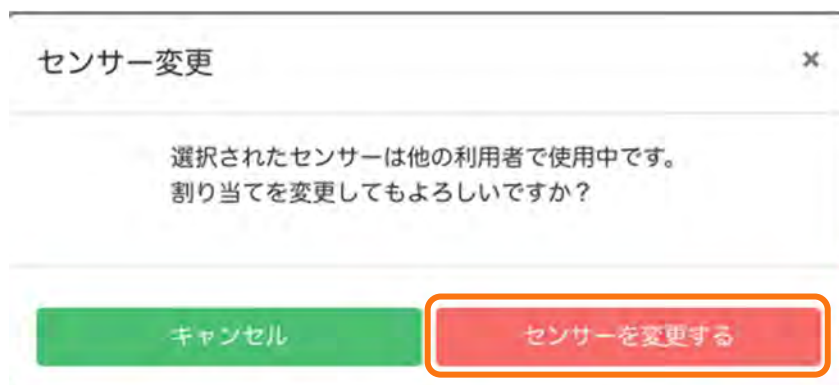 センサー変更
×
選択されたセンサーは他の利用者で使用中です。
割り当てを変更してもよろしいですか？
キャンセル
センサーを変更する